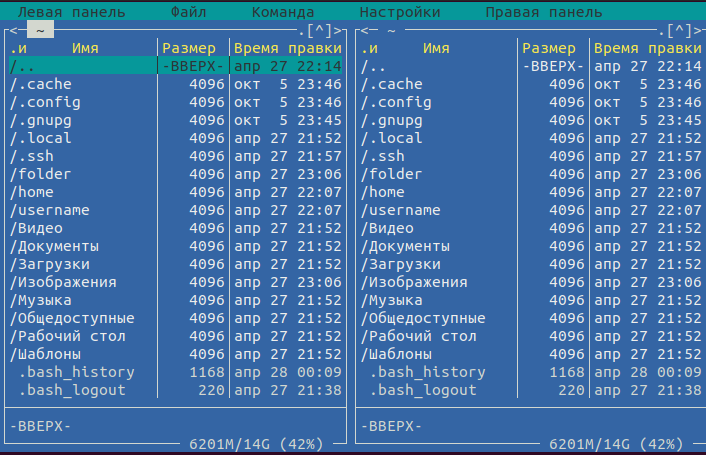 Левая панель Файл Команда Настройки Правая панель
<- ~ .[^]> <- ~ .[^]>
.и Имя Размер Время правки .и Имя Размер Время правки
/.. -ВВЕРХ- апр 27 22:14 /.. -ВВЕРХ- апр 27 22:14
/.cache 4096 окт 5 23:46 /.cache 4096 окт 5 23:46
/.config 4096 окт 5 23:46 /.config 4096 окт 5 23:46
/.gnupg 4096 окт 5 23:45 /.gnupg 4096 окт 5 23:45
/.local 4096 апр 27 21:52 /.local 4096 апр 27 21:52
/.ssh 4096 апр 27 21:57 /.ssh 4096 апр 27 21:57
/folder 4096 апр 27 23:06 /folder 4096 апр 27 23:06
/home 4096 апр 27 22:07 /home 4096 апр 27 22:07
/username 4096 апр 27 22:07 /username 4096 апр 27 22:07
/Видео 4096 апр 27 21:52 /Видео 4096 апр 27 21:52
/Документы 4096 апр 27 21:52 /Документы 4096 апр 27 21:52
/Загрузки 4096 апр 27 21:52 /Загрузки 4096 апр 27 21:52
/Изображения 4096 апр 27 23:06 /Изображения 4096 апр 27 23:06
/Музыка 4096 апр 27 21:52 /Музыка 4096 апр 27 21:52
/Общедоступные 4096 апр 27 21:52 /Общедоступные 4096 апр 27 21:52
/Рабочий стол 4096 апр 27 21:52 /Рабочий стол 4096 апр 27 21:52
/Шаблоны 4096 апр 27 21:52 /Шаблоны 4096 апр 27 21:52
.bash_history 1168 апр 28 00:09 .bash_history 1168 апр 28 00:09
.bash_logout 220 апр 27 21:38 .bash_logout 220 апр 27 21:38
-ВВЕРХ- -ВВЕРХ-
6201M/14G (42%) 6201M/14G (42%)